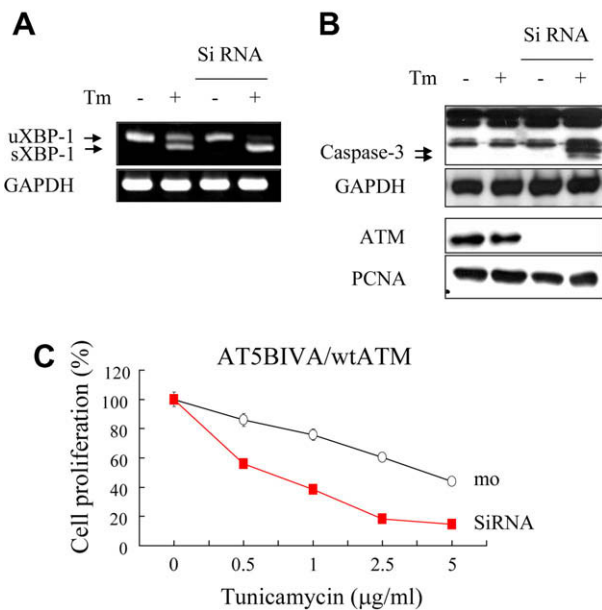 A
Si RNA
Tm - + - +
uXBP-1
sXBP-1
GAPDH
B
Si RNA
Tm - + - +
Caspase-3
GAPDH
ATM
PCNA
C
AT5BIVA/wtATM
Cell proliferation (%)
120
100
80
60
40
20
0
mo
SiRNA
0 0.5 1 2.5 5
Tunicamycin (μg/ml)